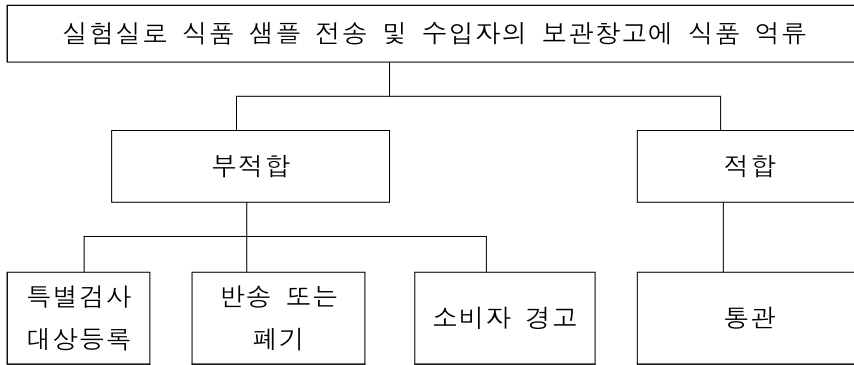 실험실로 식품 샘플 전송 및 수입자의 보관창고에 식품 억류
부적합
적합
특별검사
대상등록
반송 또는
폐기
소비자 경고
통관